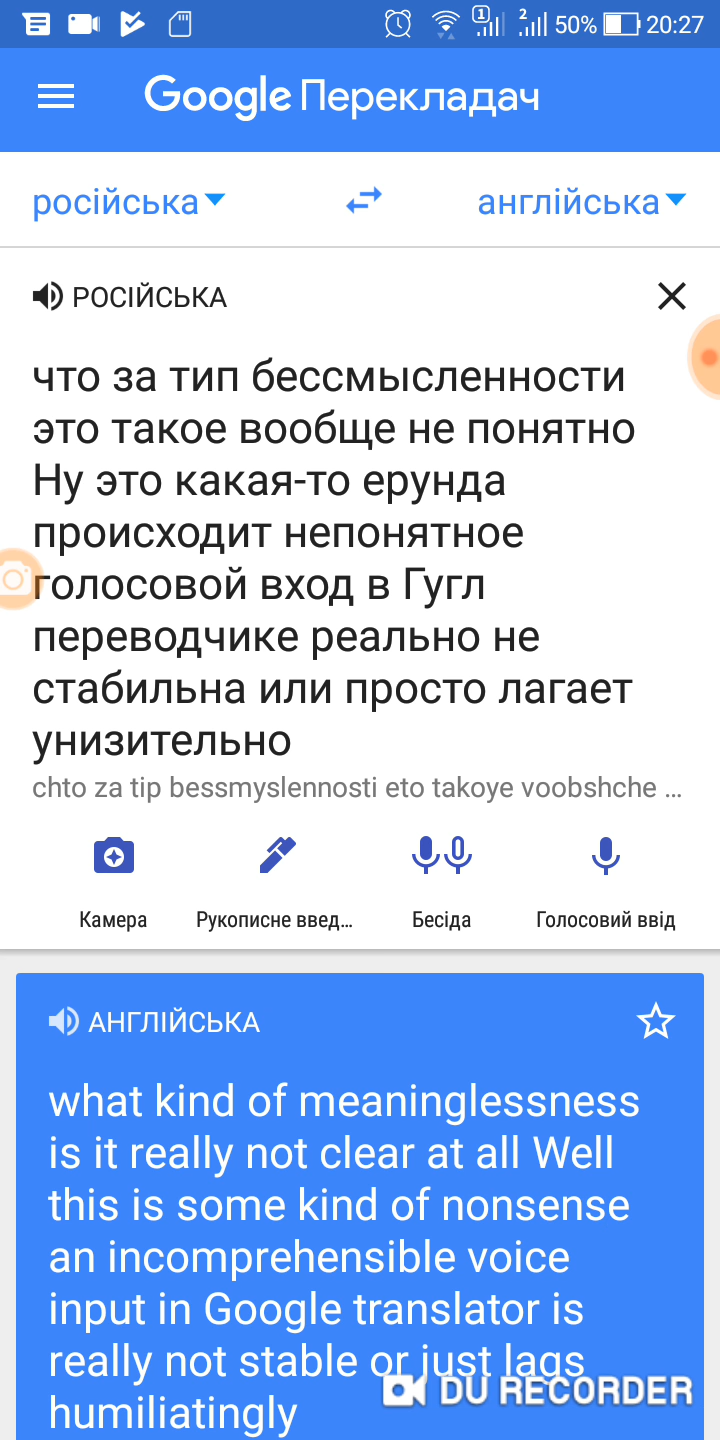 1 2 50% 20:27
Google Перекладач
російська англійська
РОСІЙСЬКА
что за тип бессмысленности
это такое вообще не понятно
Ну это какая-то ерунда
происходит непонятное
голосовой вход в Гугл
переводчике реально не
стабильна или просто лагает
унизительно
chto za tip bessmyslennosti eto takoye voobshche ...
Камера Рукописне введ... Бесіда Голосовий ввід
АНГЛІЙСЬКА
what kind of meaninglessness
is it really not clear at all Well
this is some kind of nonsense
an incomprehensible voice
input in Google translator is
really not stable or just lags
humiliatingly
DU RECORDER